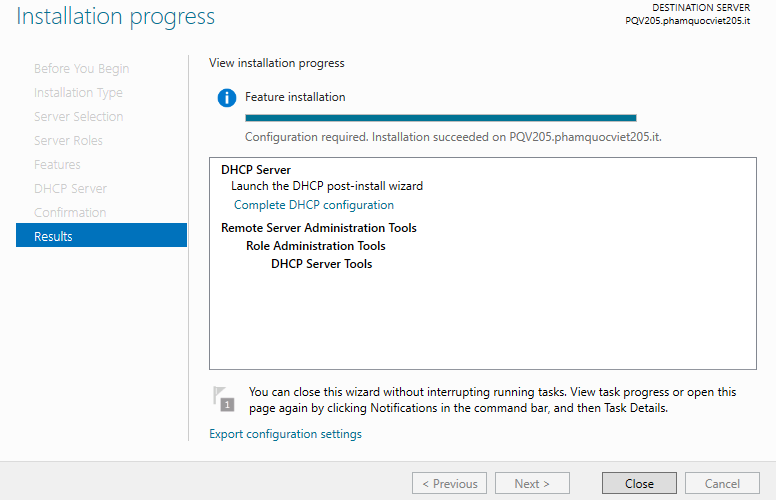 Installation progress
DESTINATION SERVER
PQV205.phamquocviet205.it
Before You Begin
Installation Type
Server Selection
Server Roles
Features
DHCP Server
Confirmation
Results
View installation progress
Feature installation
Configuration required. Installation succeeded on PQV205.phamquocviet205.it.
DHCP Server
Launch the DHCP post-install wizard
Complete DHCP configuration
Remote Server Administration Tools
Role Administration Tools
DHCP Server Tools
1
You can close this wizard without interrupting running tasks. View task progress or open this
page again by clicking Notifications in the command bar, and then Task Details.
Export configuration settings
< Previous
Next >
Close
Cancel